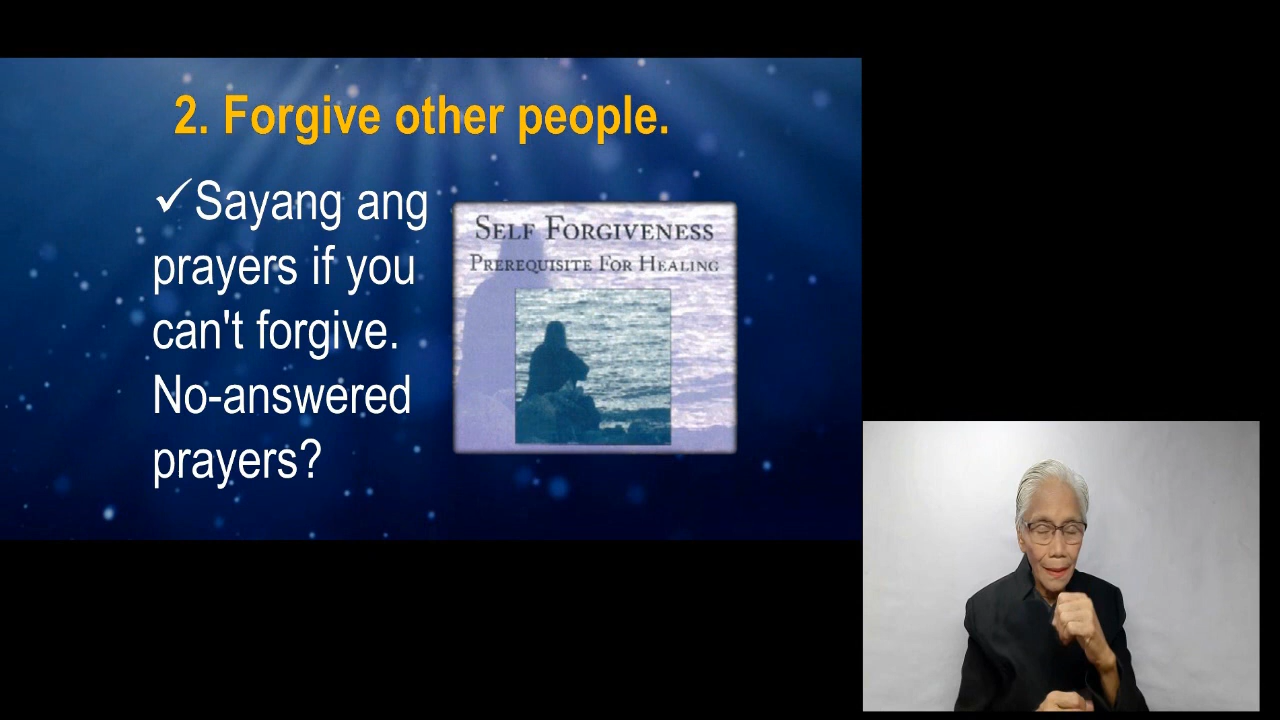 2. Forgive other people.
✓Sayang ang
prayers if you
can't forgive.
No-answered
prayers?
SELF FORGIVENESS
PREREQUISITE FOR HEALING